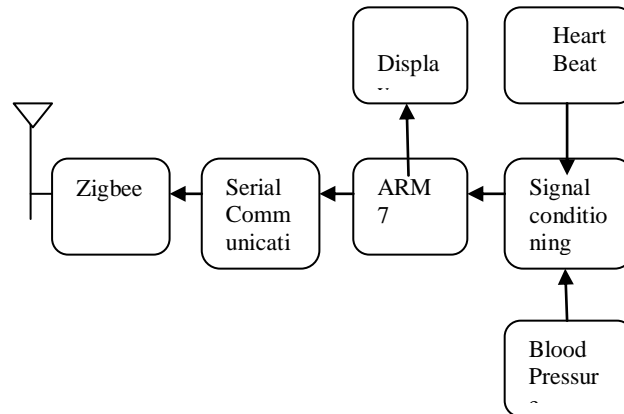 Displa
Heart
Beat
Zigbee
Serial
Comm
unicati
ARM
7
Signal
conditio
ning
Blood
Pressur